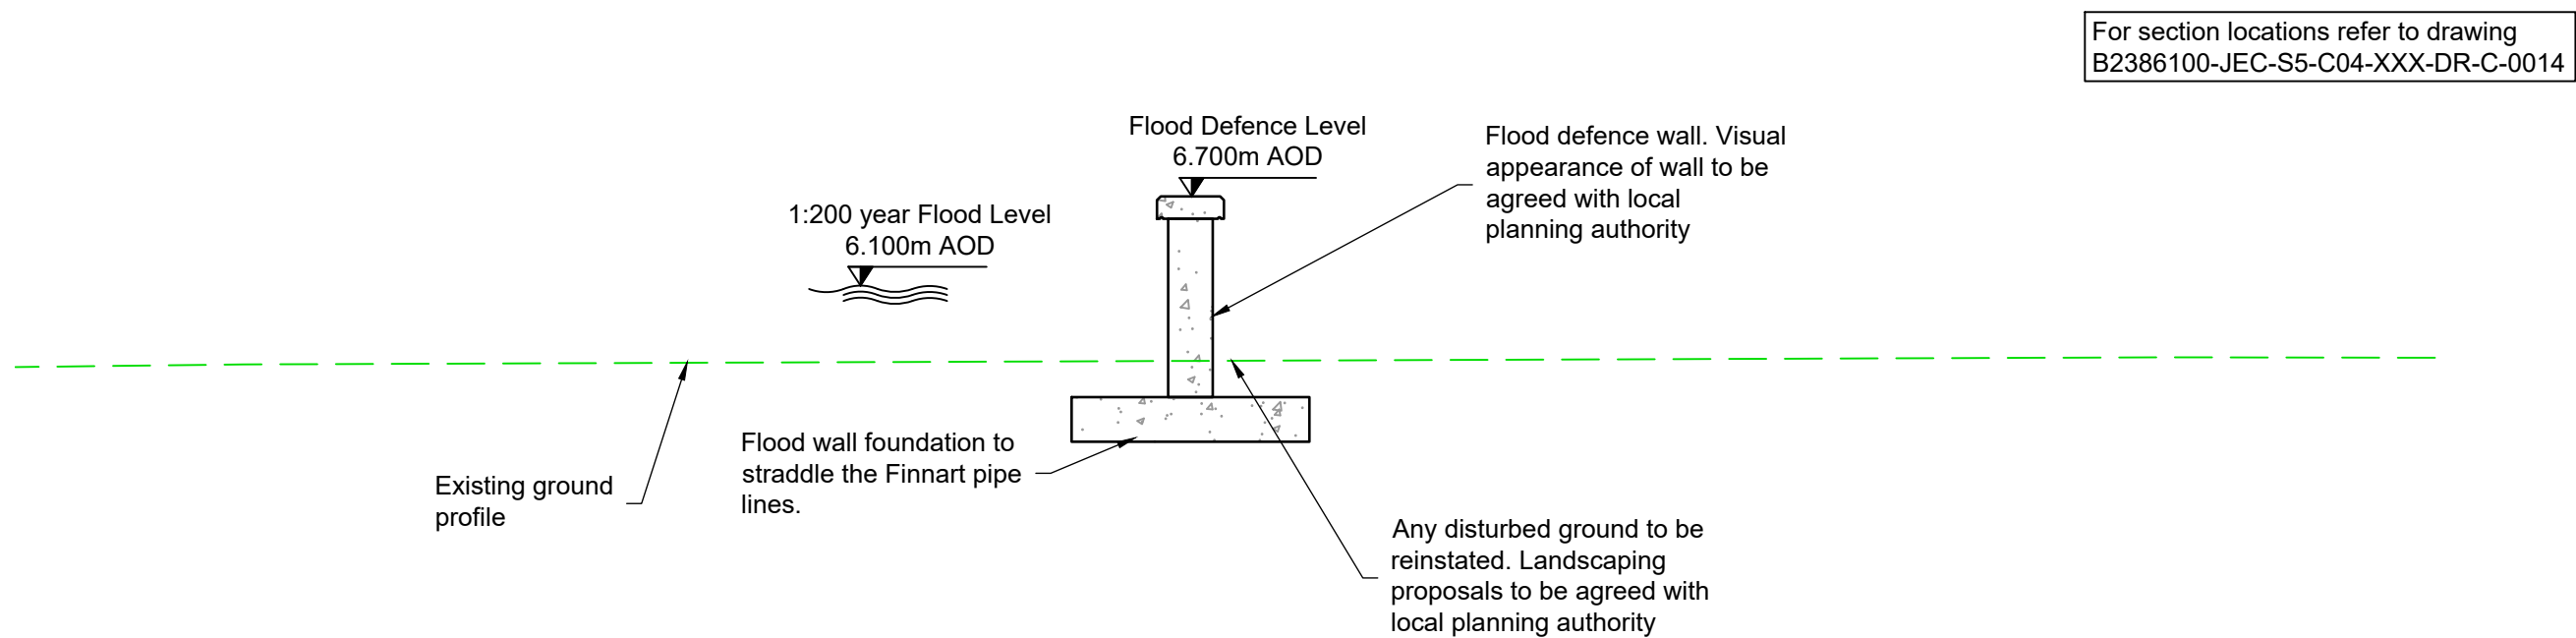 For section locations refer to drawing
B2386100-JEC-S5-C04-XXX-DR-C-0014
Flood Defence Level
6.700m AOD
Flood defence wall. Visual
appearance of wall to be
agreed with local
planning authority
1:200 year Flood Level
6.100m AOD
Flood wall foundation to
straddle the Finnart pipe
lines.
Existing ground
profile
Any disturbed ground to be
reinstated. Landscaping
proposals to be agreed with
local planning authority